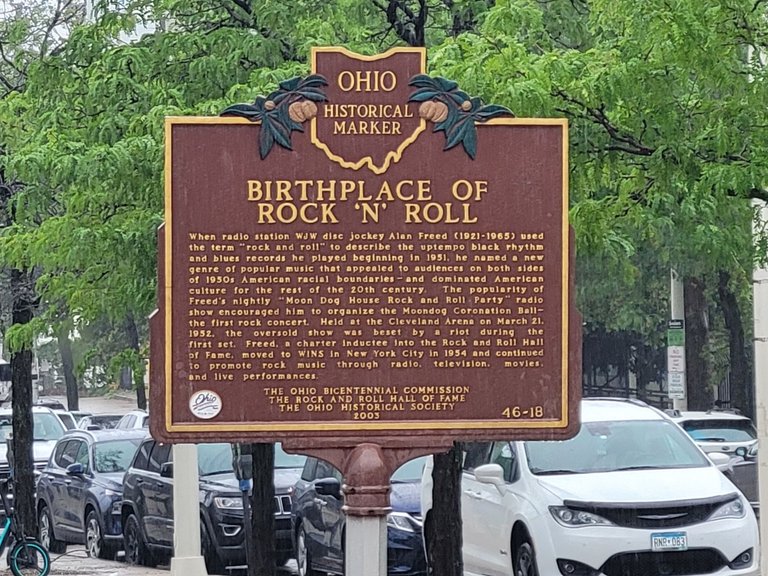 OHIO
HISTORICAL
MARKER
BIRTHPLACE OF
ROCK 'N' ROLL
When radio station WJW disc jockey Alan Freed (1921-1965) used
the term "rock and roll" to describe the uptempo black rhythm
and blues records he played beginning in 1951, he named a new
genre of popular music that appealed to audiences on both sides
of 1950s American racial boundaries—and dominated American
culture for the rest of the 20th century. The popularity of
Freed's nightly "Moon Dog House Rock and Roll Party" radio
show encouraged him to organize the Moondog Coronation Ball—
the first rock concert. Held at the Cleveland Arena on March 21,
1952, the oversold show was beset by a riot during the
first set. Freed, a charter inductee into the Rock and Roll Hall
of Fame, moved to WINS in New York City in 1954 and continued
to promote rock music through radio, television, movies,
and live performances.
THE OHIO BICENTENNIAL COMMISSION
THE ROCK AND ROLL HALL OF FAME
THE OHIO HISTORICAL SOCIETY
2003
46-18
Ohio